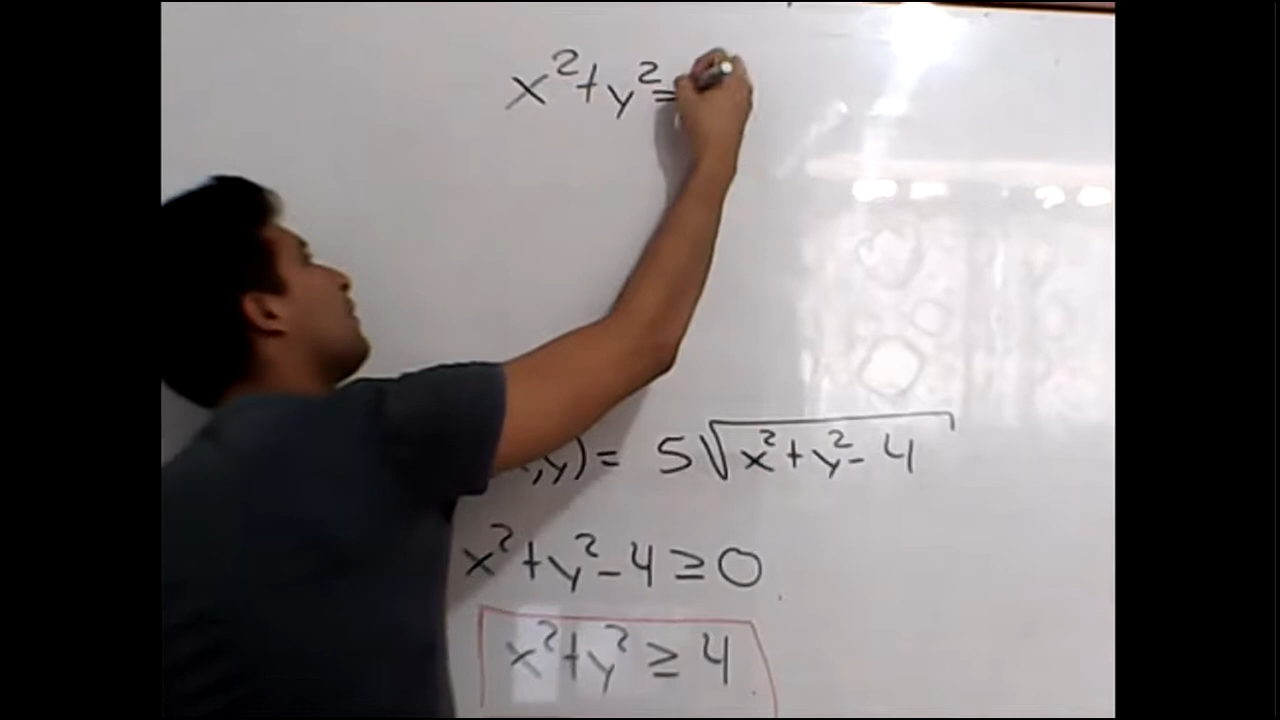 x²+y²=
,y) = 5√(x²+y²-4)
x²+y²-4≥0
x²+y²≥4